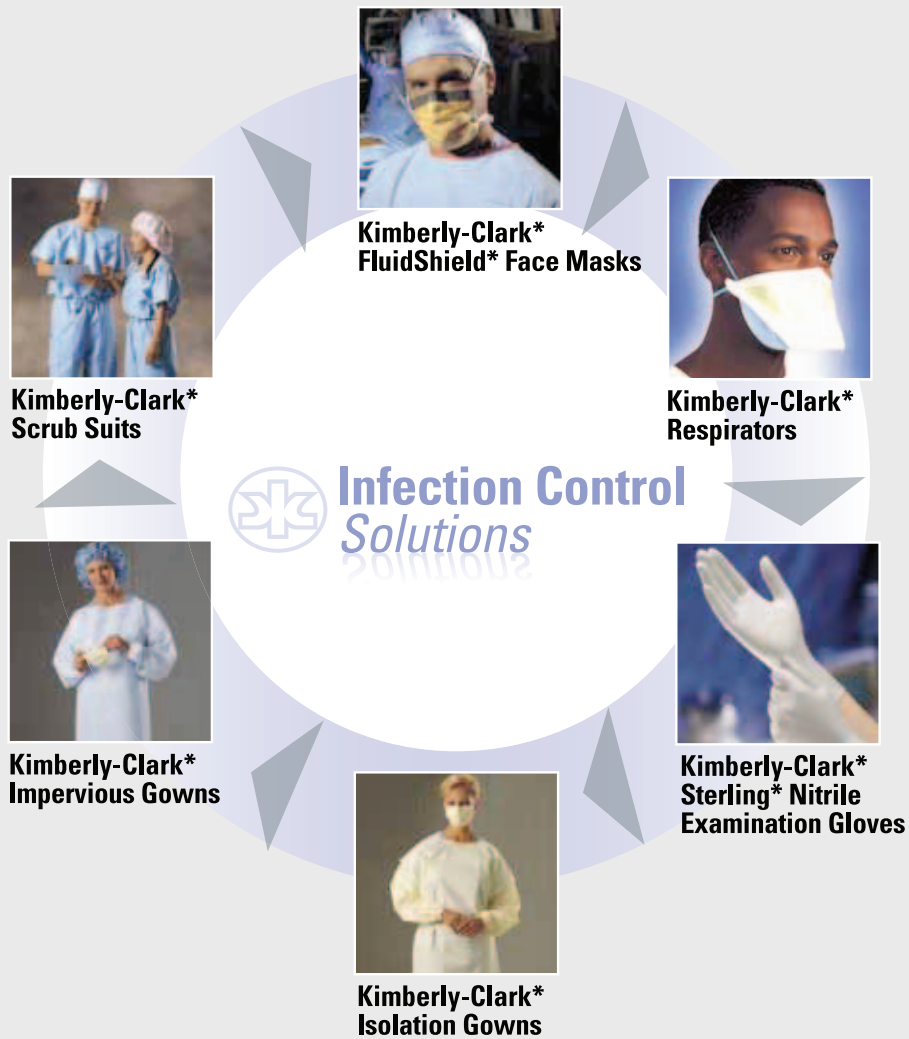 Kimberly-Clark*
FluidShield* Face Masks
Kimberly-Clark*
Respirators
Kimberly-Clark*
Scrub Suits
Infection Control
Solutions
Kimberly-Clark*
Sterling* Nitrile
Examination Gloves
Kimberly-Clark*
Impervious Gowns
Kimberly-Clark*
Isolation Gowns